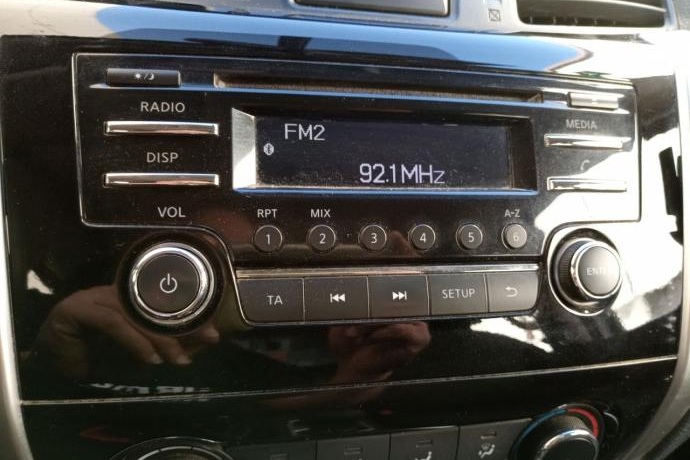 RADIO
MEDIA
FM2
92.1MHz
DISP
VOL
RPT MIX A-Z
1 2 3 4 5 6
ENTER
TA SETUP